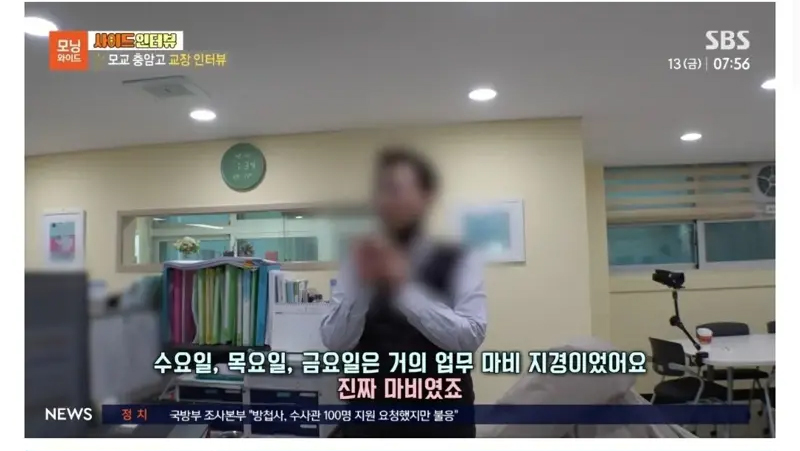 모닝
와이드
사이드인터뷰
모교 충암고 교장 인터뷰
SBS
13(금) 07:56
수요일, 목요일, 금요일은 거의 업무 마비 지경이었어요
진짜 마비였죠
NEWS 정 치 국방부 조사본부 "방첩사, 수사관 100명 지원 요청했지만 불응"